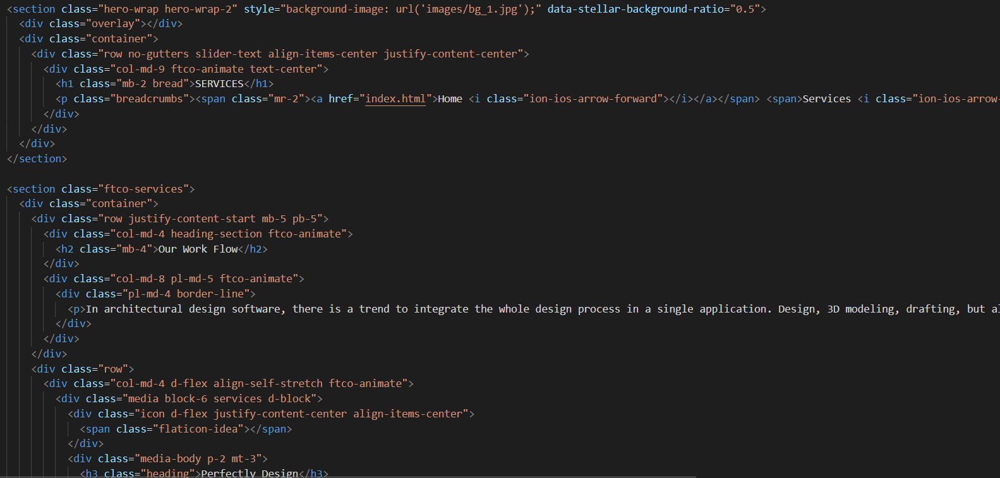 <section class="hero-wrap hero-wrap-2" style="background-image: url('images/bg_1.jpg');" data-stellar-background-ratio="0.5">
<div class="overlay"></div>
<div class="container">
<div class="row no-gutters slider-text align-items-center justify-content-center">
<div class="col-md-9 ftco-animate text-center">
<h1 class="mb-2 bread">SERVICES</h1>
<p class="breadcrumbs"><span class="mr-2"><a href="index.html">Home <i class="ion-ios-arrow-forward"></i></a></span> <span>Services <i class="ion-ios-arrow-
</div>
</div>
</div>
</section>
<section class="ftco-services">
<div class="container">
<div class="row justify-content-start mb-5 pb-5">
<div class="col-md-4 heading-section ftco-animate">
<h2 class="mb-4">Our Work Flow</h2>
</div>
<div class="col-md-8 pl-md-5 ftco-animate">
<div class="pl-md-4 border-line">
<p>In architectural design software, there is a trend to integrate the whole design process in a single application. Design, 3D modeling, drafting, but
</div>
</div>
</div>
<div class="row">
<div class="col-md-4 d-flex align-self-stretch ftco-animate">
<div class="media block-6 services d-block">
<div class="icon d-flex justify-content-center align-items-center">
<span class="flaticon-idea"></span>
</div>
<div class="media-body p-2 mt-3">
<h3 class="heading">Perfectly Design</h3>